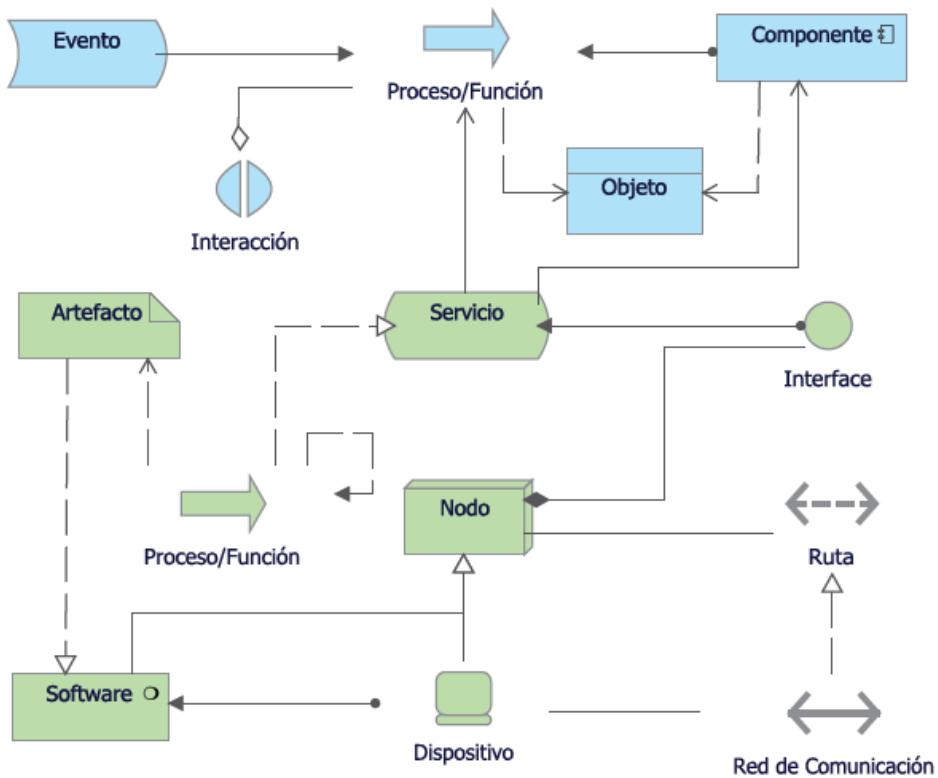 Evento
Componente
Proceso/Función
Objeto
Interacción
Artefacto
Servicio
Interface
Nodo
Proceso/Función
Ruta
Software
Dispositivo
Red de Comunicación